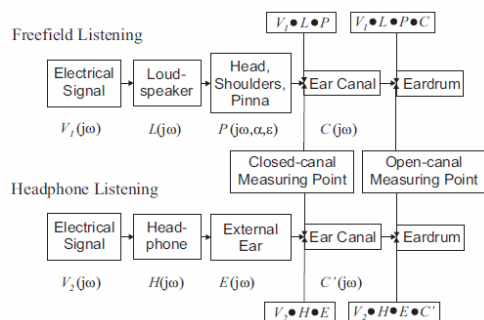 V₁●L●P
V₁●L●P●C
Freefield Listening
Electrical Signal
Loud-speaker
Head, Shoulders, Pinna
Ear Canal
Eardrum
V₁(jω)
L(jω)
P(jω,α,ε)
C(jω)
Closed-canal Measuring Point
Open-canal Measuring Point
Headphone Listening
Electrical Signal
Head-phone
External Ear
Ear Canal
Eardrum
V₂(jω)
H(jω)
E(jω)
C'(jω)
V₂●H●E
V₂●H●E●C'